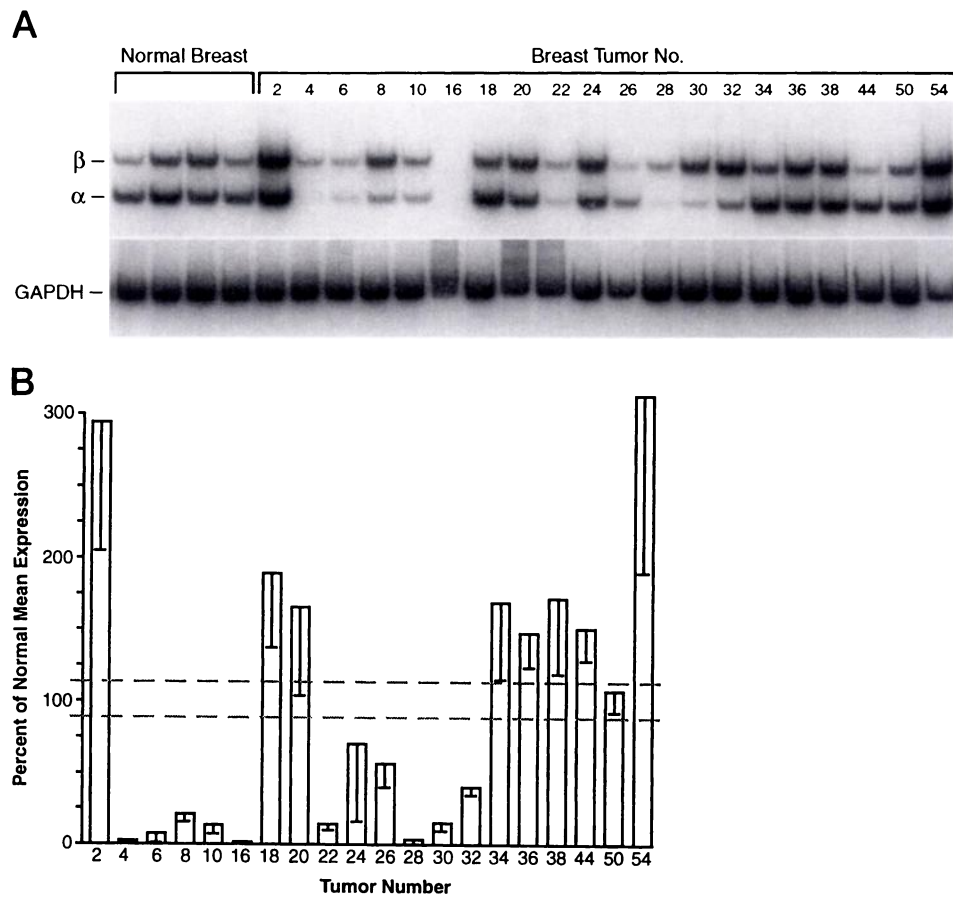 A
Normal Breast Breast Tumor No.
2 4 6 8 10 16 18 20 22 24 26 28 30 32 34 36 38 44 50 54
β –
α –
GAPDH –
B
Percent of Normal Mean Expression
300
200
100
0
2 4 6 8 10 16 18 20 22 24 26 28 30 32 34 36 38 44 50 54
Tumor Number